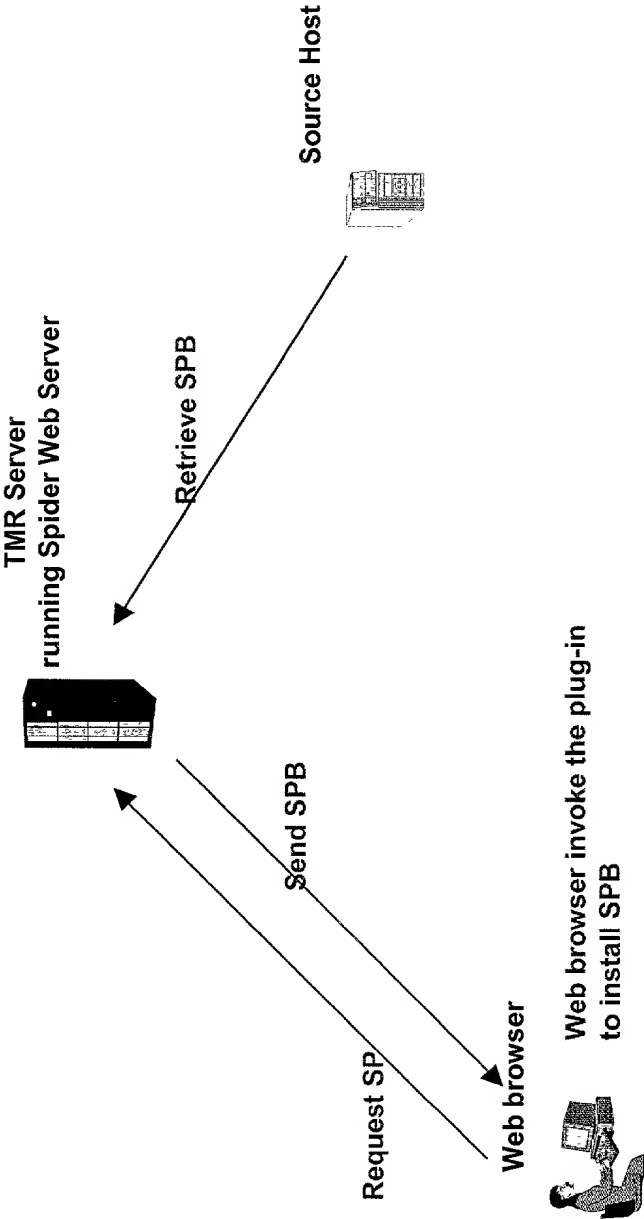 TMR Server
running Spider Web Server
Source Host
Retrieve SPB
Send SPB
Request SP
Web browser
Web browser invoke the plug-in
to install SPB